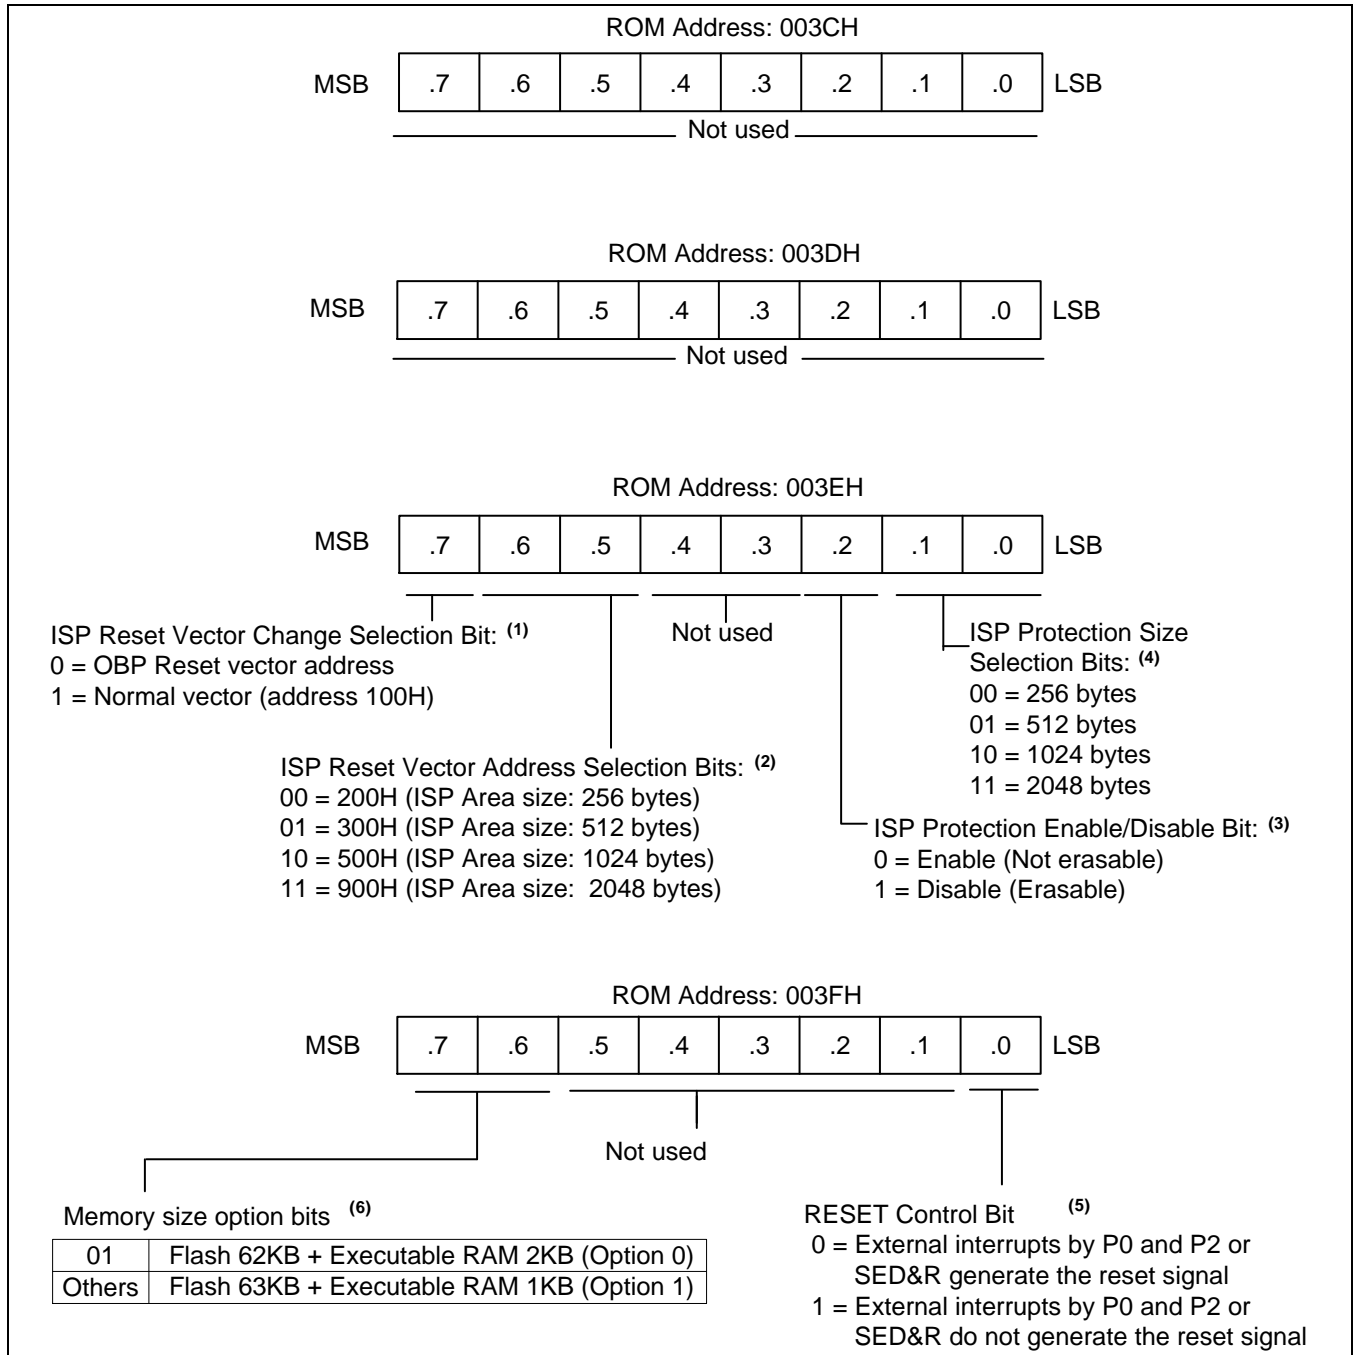 ROM Address: 003CH
MSB .7 .6 .5 .4 .3 .2 .1 .0 LSB
Not used
ROM Address: 003DH
MSB .7 .6 .5 .4 .3 .2 .1 .0 LSB
Not used
ROM Address: 003EH
MSB .7 .6 .5 .4 .3 .2 .1 .0 LSB
ISP Reset Vector Change Selection Bit: (1)
0 = OBP Reset vector address
1 = Normal vector (address 100H)
Not used
ISP Protection Size
Selection Bits: (4)
00 = 256 bytes
01 = 512 bytes
10 = 1024 bytes
11 = 2048 bytes
ISP Reset Vector Address Selection Bits: (2)
00 = 200H (ISP Area size: 256 bytes)
01 = 300H (ISP Area size: 512 bytes)
10 = 500H (ISP Area size: 1024 bytes)
11 = 900H (ISP Area size: 2048 bytes)
ISP Protection Enable/Disable Bit: (3)
0 = Enable (Not erasable)
1 = Disable (Erasable)
ROM Address: 003FH
MSB .7 .6 .5 .4 .3 .2 .1 .0 LSB
Not used
Memory size option bits (6)
01 Flash 62KB + Executable RAM 2KB (Option 0)
Others Flash 63KB + Executable RAM 1KB (Option 1)
RESET Control Bit (5)
0 = External interrupts by P0 and P2 or
SED&R generate the reset signal
1 = External interrupts by P0 and P2 or
SED&R do not generate the reset signal